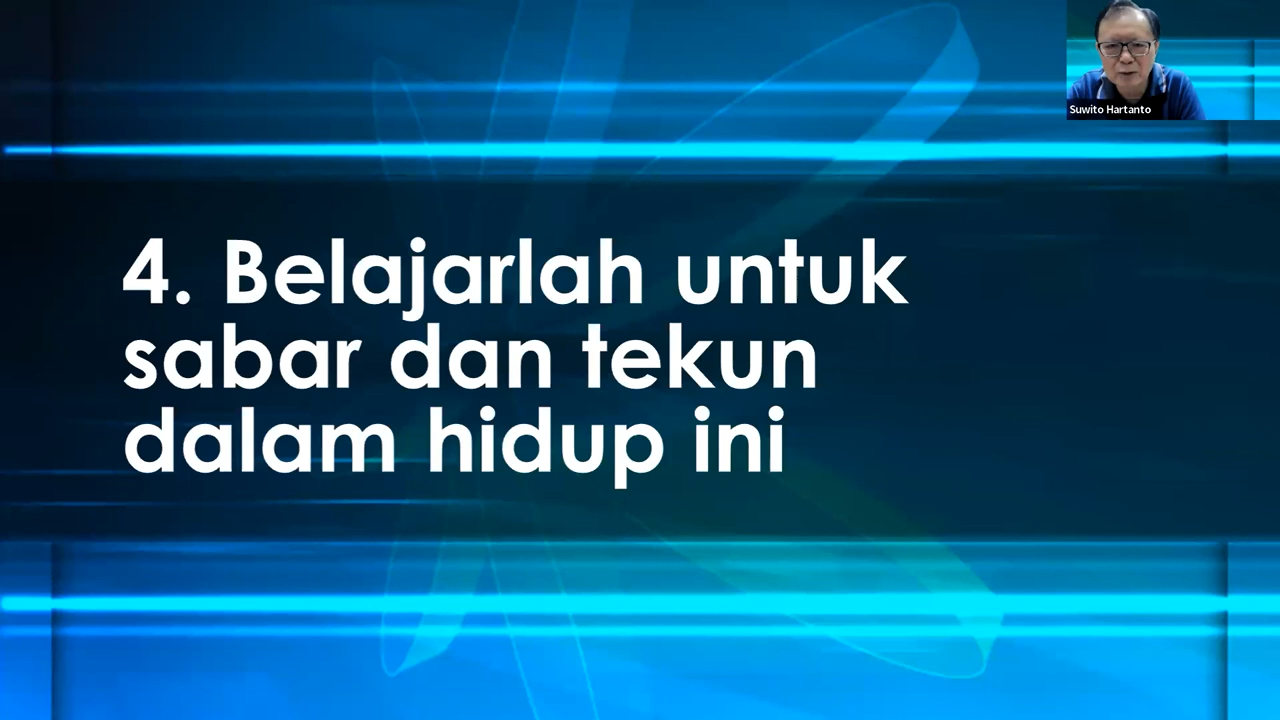 Suwito Hartanto
4. Belajarlah untuk
sabar dan tekun
dalam hidup ini